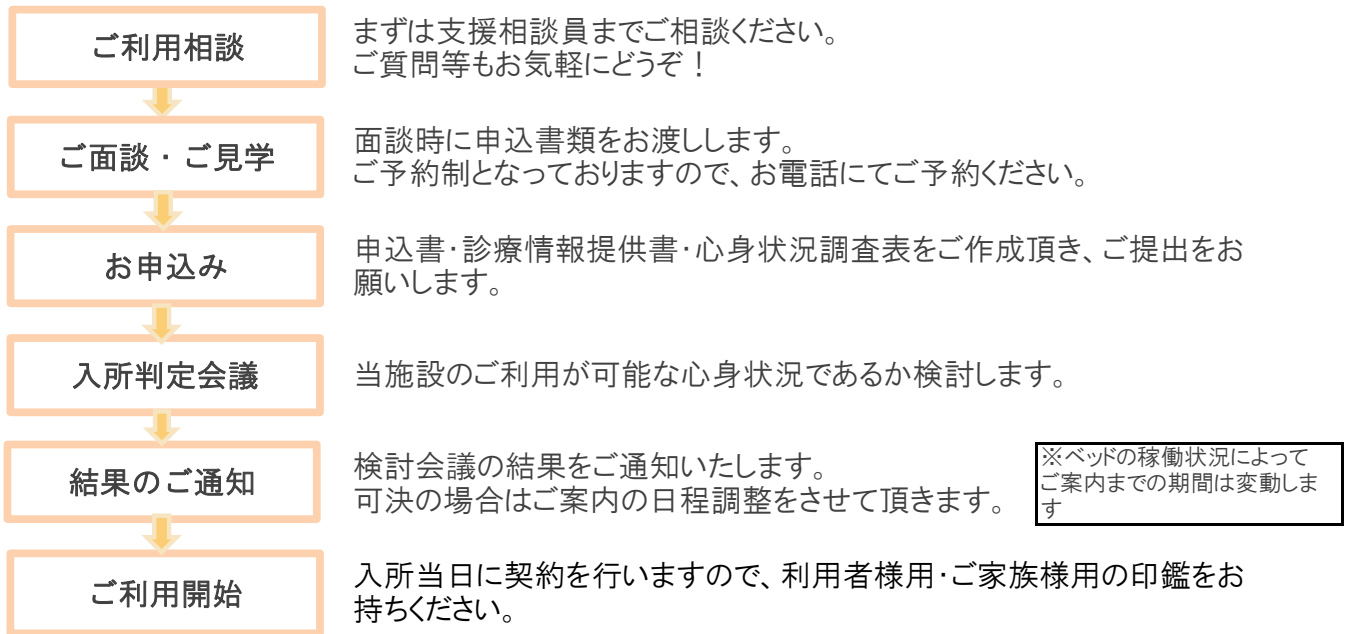 ご利用相談
まずは支援相談員までご相談ください。
ご質問等もお気軽にどうぞ！
ご面談・ご見学
面談時に申込書類をお渡しします。
ご予約制となっておりますので、お電話にてご予約ください。
お申込み
申込書・診療情報提供書・心身状況調査表をご作成頂き、ご提出をお
願いします。
入所判定会議
当施設のご利用が可能な心身状況であるか検討します。
結果のご通知
検討会議の結果をご通知いたします。
可決の場合はご案内の日程調整をさせて頂きます。
※ベッドの稼働状況によって
ご案内までの期間は変動しま
す
ご利用開始
入所当日に契約を行いますので、利用者様用・ご家族様用の印鑑をお
持ちください。